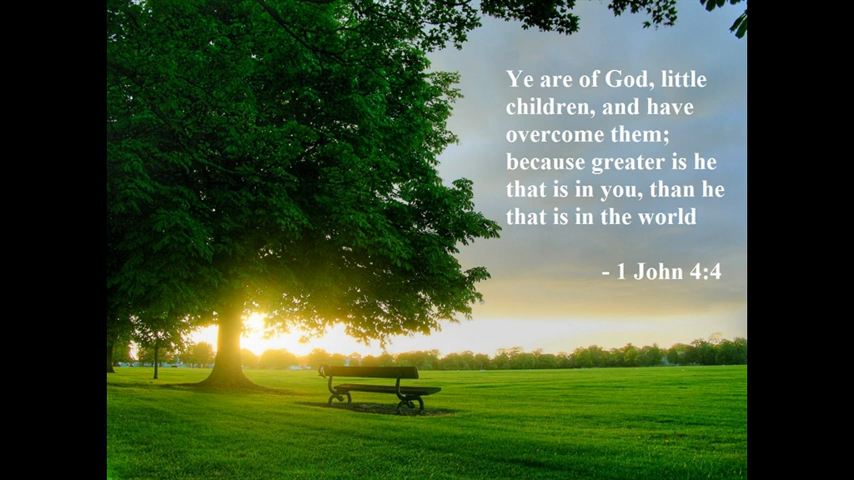 Ye are of God, little
children, and have
overcome them;
because greater is he
that is in you, than he
that is in the world
- 1 John 4:4